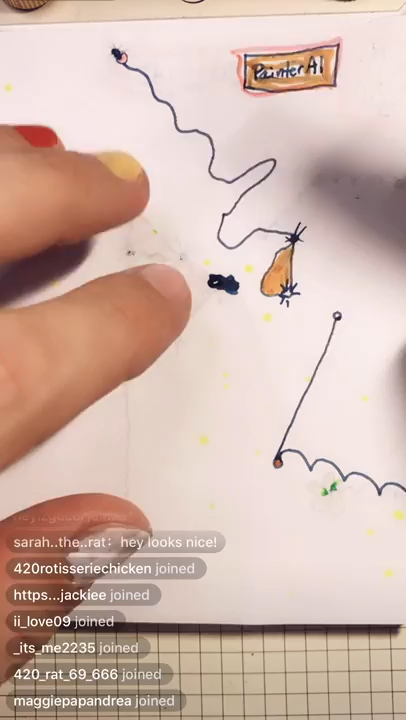 PainterAI
sarah..the..rat: hey looks nice!
420rotisseriechicken joined
https...jackiee joined
ii_love09 joined
_its_me2235 joined
420_rat_69_666 joined
maggiepapandrea joined